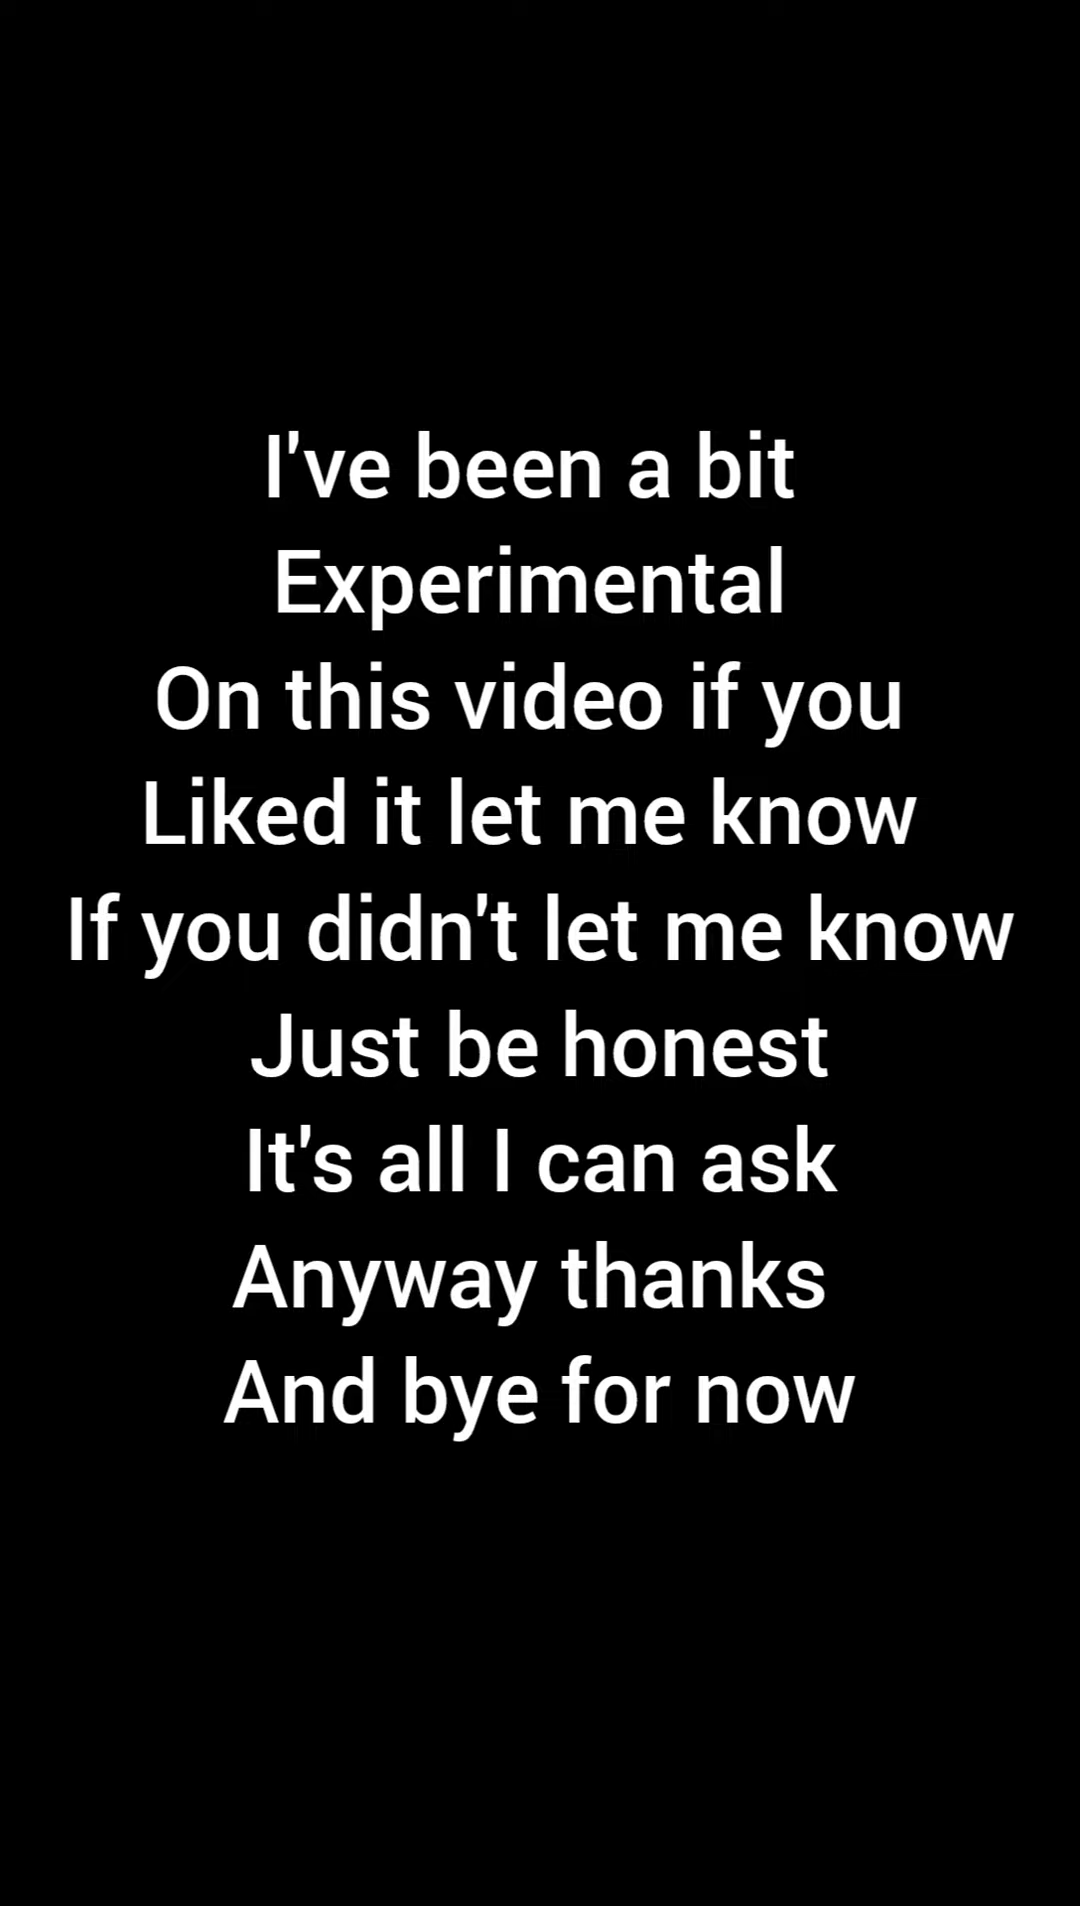 I've been a bit
Experimental
On this video if you
Liked it let me know
If you didn't let me know
Just be honest
It's all I can ask
Anyway thanks
And bye for now